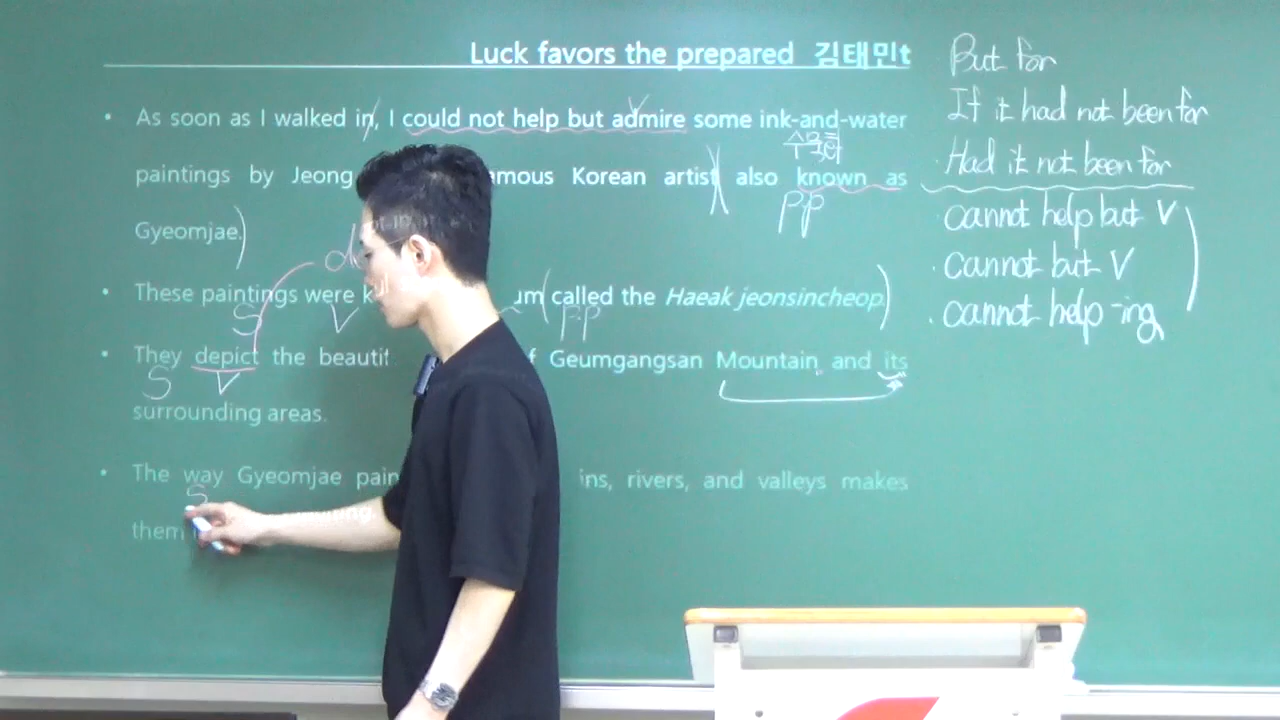 Luck favors the prepared 김태민t
• As soon as I walked in, I could not help but admire some ink-and-water
수묵화
paintings by Jeong amous Korean artist also known as
pp
Gyeomjae.
• These paintings were k um called the Haeak jeonsincheop.
S V pp
• They depict the beautif f Geumgangsan Mountain and its
S V
surrounding areas.
• The way Gyeomjae pain ins, rivers, and valleys makes
S
them
But for
If it had not been for
Had it not been for
cannot help but V
cannot but V
cannot help -ing